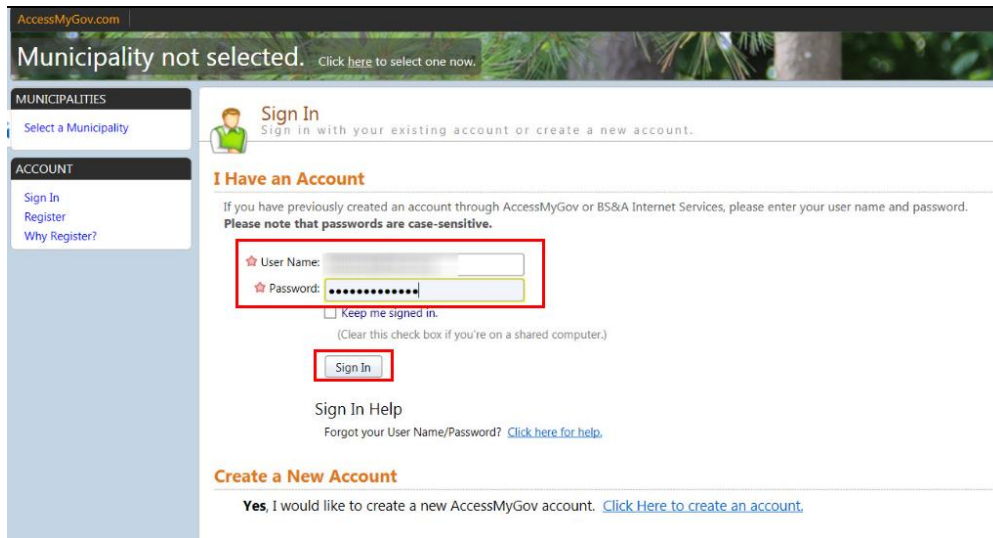 AccessMyGov.com
Municipality not selected. Click here to select one now.
MUNICIPALITIES
Select a Municipality
ACCOUNT
Sign In
Register
Why Register?
Sign In
Sign in with your existing account or create a new account.
I Have an Account
If you have previously created an account through AccessMyGov or BS&A Internet Services, please enter your user name and password.
Please note that passwords are case-sensitive.
User Name:
Password:
Keep me signed in.
(Clear this check box if you're on a shared computer.)
Sign In
Sign In Help
Forgot your User Name/Password? Click here for help.
Create a New Account
Yes, I would like to create a new AccessMyGov account. Click Here to create an account.